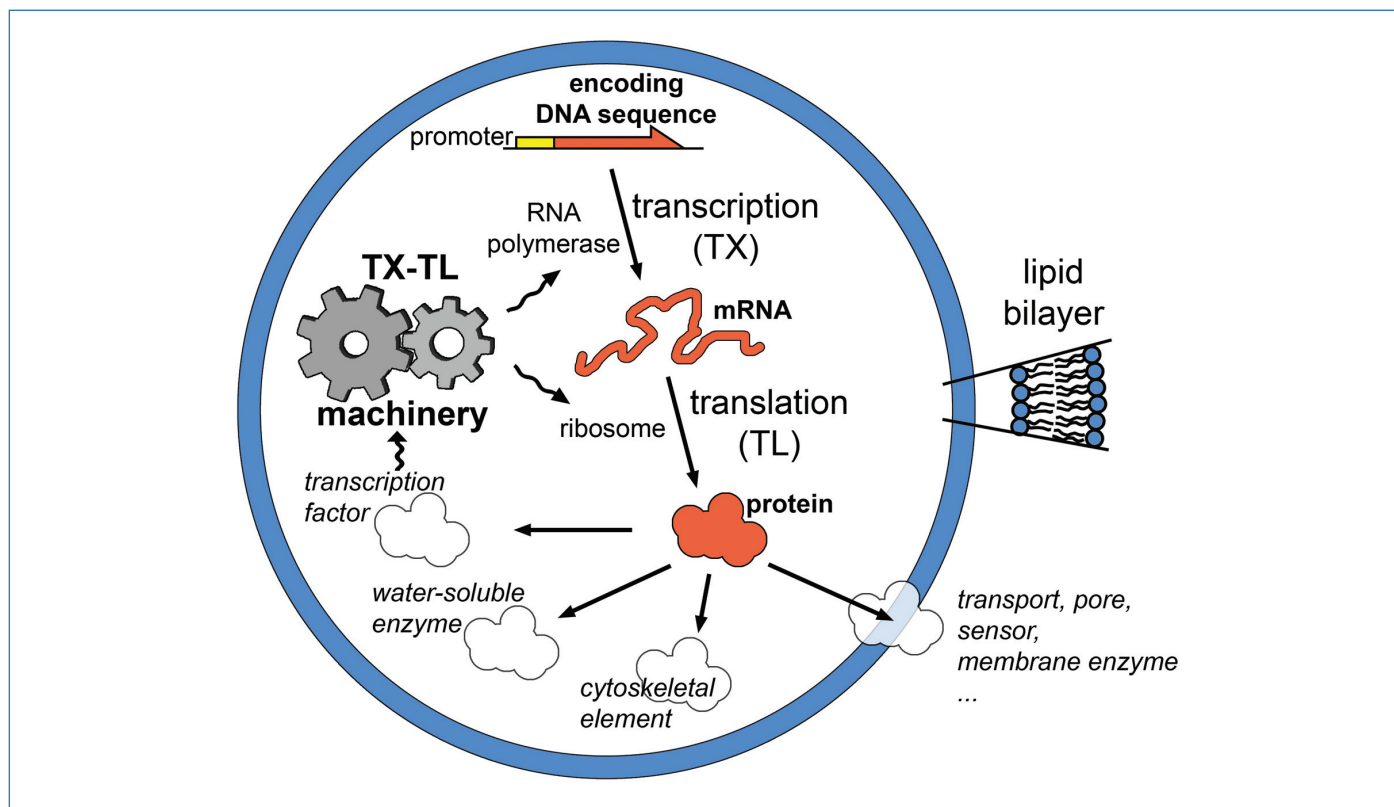 encoding
DNA sequence
promoter
transcription
(TX)
RNA
polymerase
TX-TL
machinery
mRNA
lipid
bilayer
translation
(TL)
ribosome
transcription
factor
protein
water-soluble
enzyme
cytoskeletal
element
transport, pore,
sensor,
membrane enzyme
...